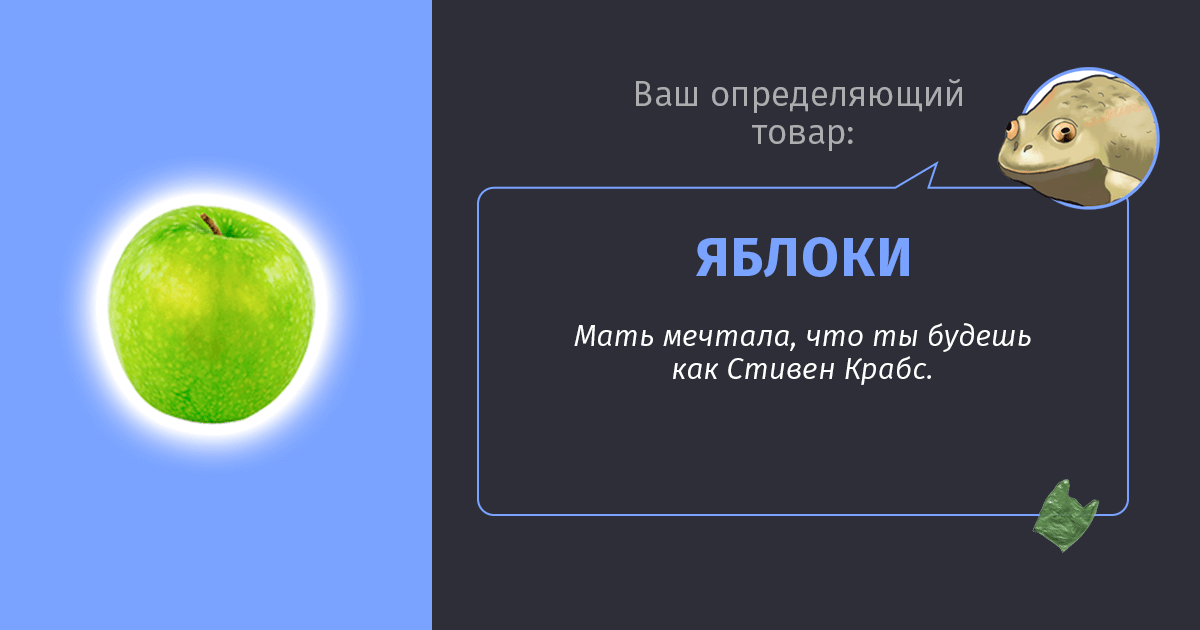 Ваш определяющий
товар:
ЯБЛОКИ
Мать мечтала, что ты будешь
как Стивен Крабс.